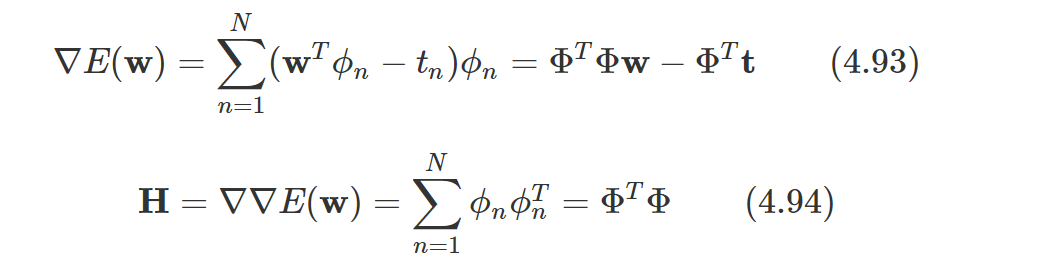 ∇E(𝐰) = ∑_{n=1}^{N} (𝐰^T ϕ_n − t_n)ϕ_n = Φ^T Φ𝐰 − Φ^T 𝐭 (4.93)
𝐇 = ∇∇E(𝐰) = ∑_{n=1}^{N} ϕ_n ϕ_n^T = Φ^T Φ (4.94)